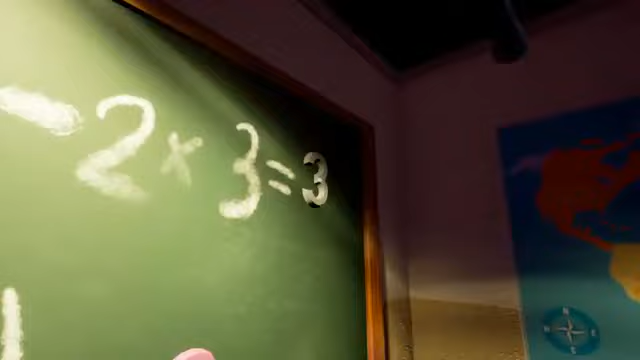 - 2 x 3 = 3